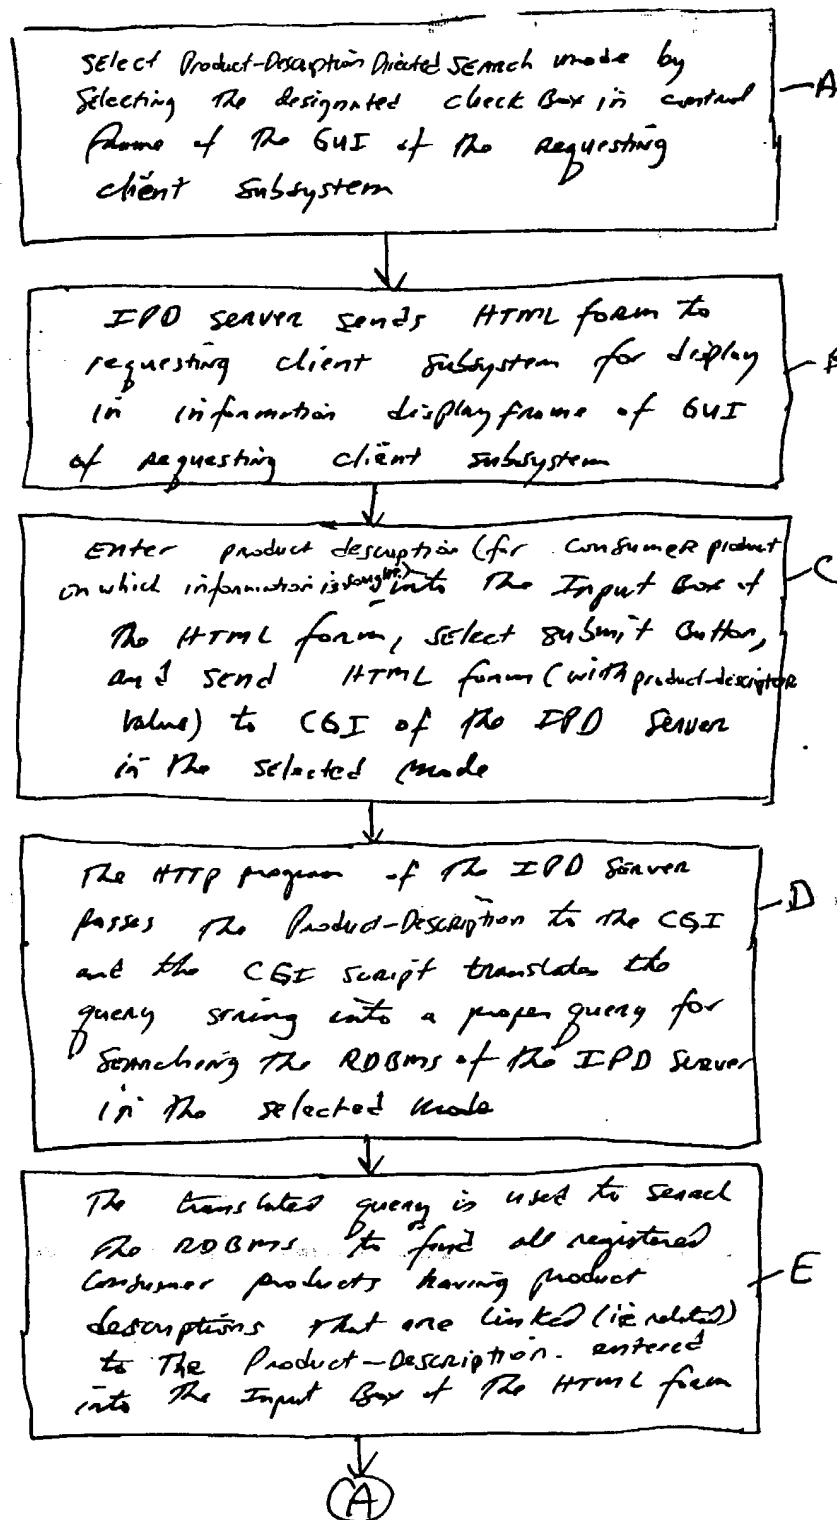 Select Product-Description Directed Search mode by
Selecting the designated check Box in control
frame of the GUI of the requesting
client subsystem
A
IPD server sends HTML form to
requesting client subsystem for display
in information display frame of GUI
of requesting client subsystem
B
Enter product description (for consumer product
on which information is sought) into the Input Box of
the HTML form, select submit Button,
and send HTML form (with product-descriptor
value) to CGI of the IPD server
in the selected mode
C
The HTTP program of the IPD Server
passes the Product-Description to the CGI
and the CGI script translates the
query string into a proper query for
searching the RDBMS of the IPD Server
in the selected mode
D
The translated query is used to search
the RDBMS to find all registered
consumer products having product
descriptions that are linked (ie related)
to the Product-Description entered
into the Input Box of the HTML form
E
A